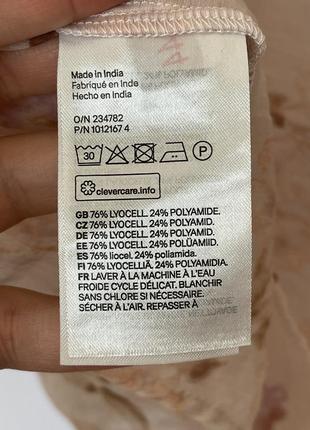 Made in India
Fabriqué en Inde
Hecho en India
O/N 234782
P/N 1012167 4
30
P
clevercare.info
GB 76% LYOCELL. 24% POLYAMIDE.
CZ 76% LYOCELL. 24% POLYAMID.
DE 76% LYOCELL. 24% POLYAMID.
EE 76% LYOCELL. 24% POLÜAMIID.
ES 76% liocel. 24% poliamida.
FI 76% LYOCELLIÄ. 24% POLYAMIDIA.
FR LAVER À LA MACHINE À L'EAU
FROIDE CYCLE DÉLICAT. BLANCHIR
SANS CHLORE SI NÉCESSAIRE.
SÉCHER À L'AIR. REPASSER À